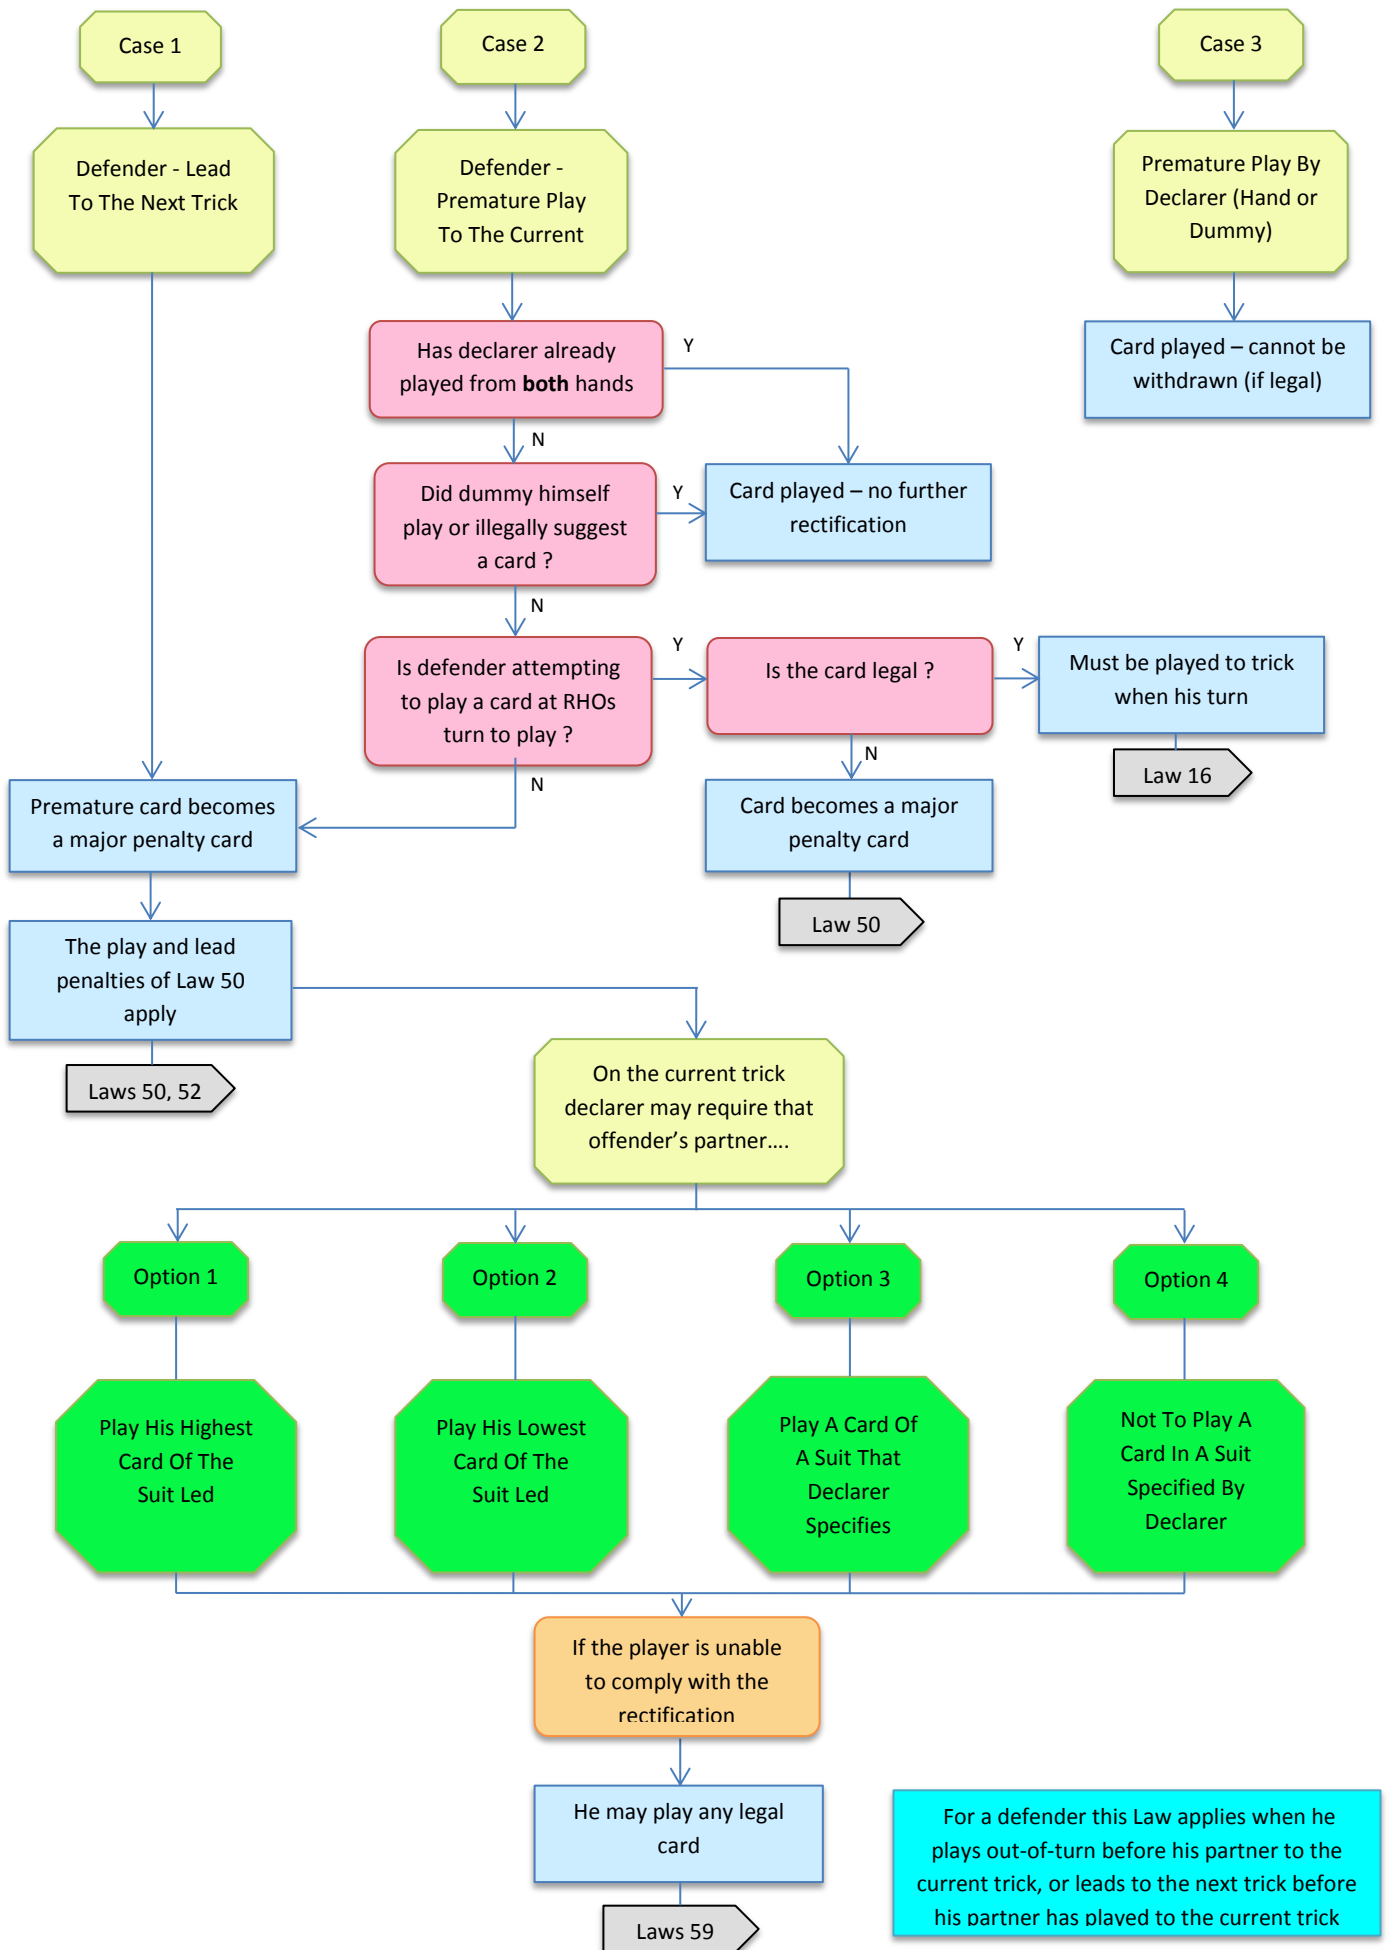 Case 1
Case 2
Case 3
Defender - Lead
To The Next Trick
Defender -
Premature Play
To The Current
Premature Play By
Declarer (Hand or
Dummy)
Has declarer already
played from both hands
Y
Card played – cannot be
withdrawn (if legal)
N
Did dummy himself
play or illegally suggest
a card ?
Y
Card played – no further
rectification
N
Is defender attempting
to play a card at RHOs
turn to play ?
Y
Is the card legal ?
Y
Must be played to trick
when his turn
N
N
Law 16
Premature card becomes
a major penalty card
Card becomes a major
penalty card
Law 50
The play and lead
penalties of Law 50
apply
Laws 50, 52
On the current trick
declarer may require that
offender’s partner....
Option 1
Option 2
Option 3
Option 4
Play His Highest
Card Of The
Suit Led
Play His Lowest
Card Of The
Suit Led
Play A Card Of
A Suit That
Declarer
Specifies
Not To Play A
Card In A Suit
Specified By
Declarer
If the player is unable
to comply with the
rectification
He may play any legal
card
Laws 59
For a defender this Law applies when he
plays out-of-turn before his partner to the
current trick, or leads to the next trick before
his partner has played to the current trick